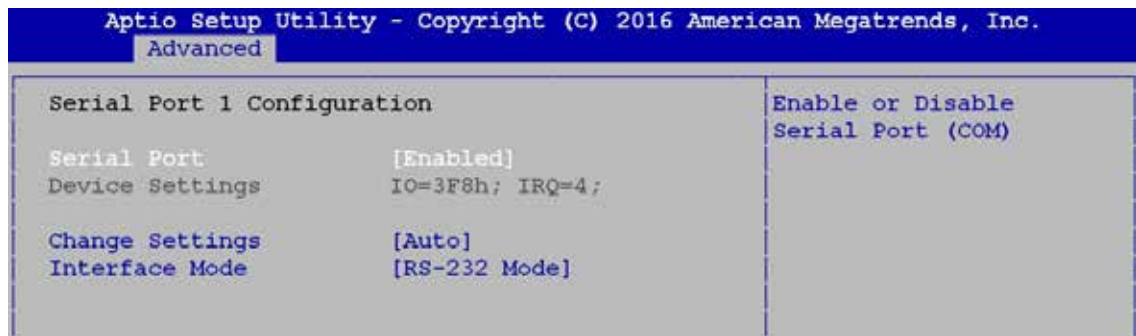 Aptio Setup Utility - Copyright (C) 2016 American Megatrends, Inc.
Advanced
Serial Port 1 Configuration
Serial Port [Enabled]
Device Settings IO=3F8h; IRQ=4;
Change Settings [Auto]
Interface Mode [RS-232 Mode]
Enable or Disable
Serial Port (COM)